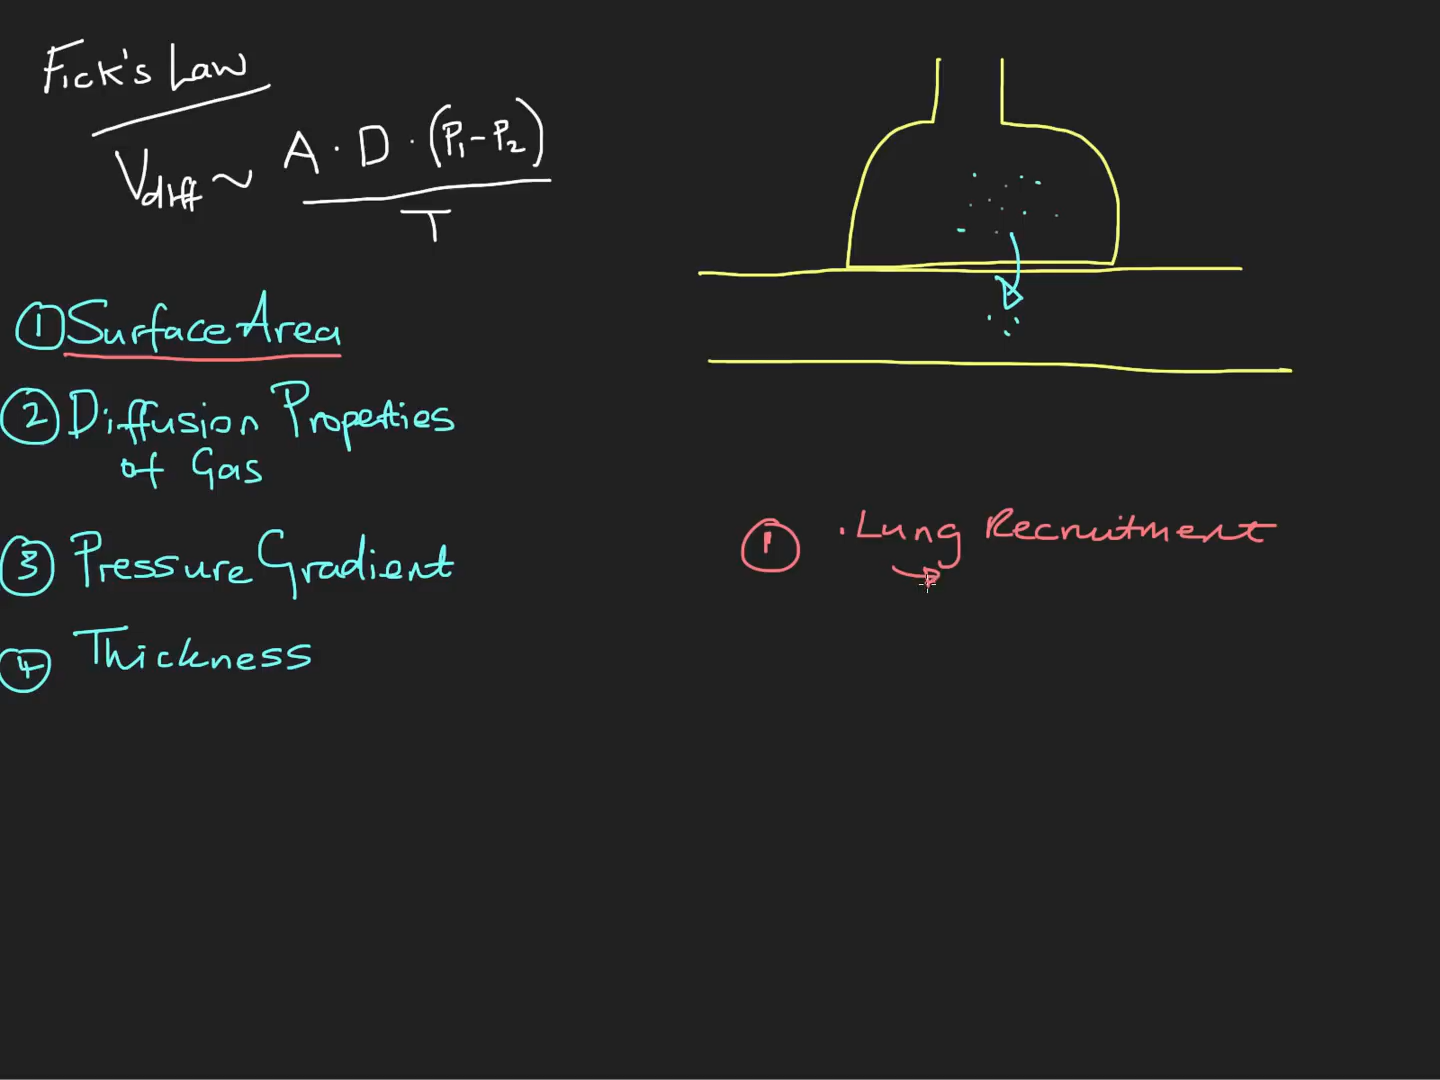 Fick's Law
Vdiff ~ A · D · (P1 - P2)
T
① Surface Area
② Diffusion Properties
of Gas
③ Pressure Gradient
④ Thickness
① · Lung Recruitment